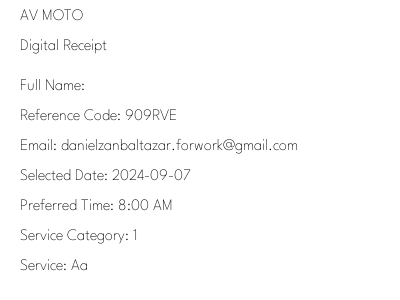 AV MOTO
Digital Receipt
Full Name:
Reference Code: 909RVE
Email: danielzanbaltazar.forwork@gmail.com
Selected Date: 2024-09-07
Preferred Time: 8:00 AM
Service Category: 1
Service: Aa